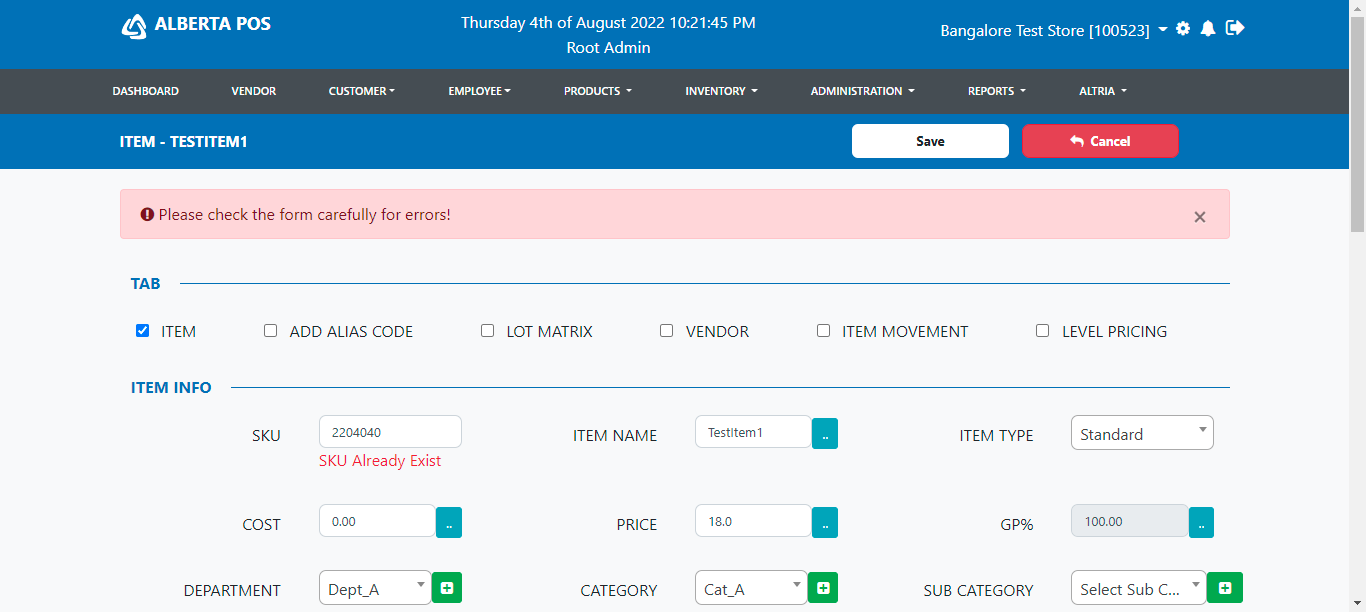 ALBERTA POS
Thursday 4th of August 2022 10:21:45 PM
Root Admin
Bangalore Test Store [100523]
DASHBOARD VENDOR CUSTOMER EMPLOYEE PRODUCTS INVENTORY ADMINISTRATION REPORTS ALTRIA
ITEM - TESTITEM1 Save Cancel
Please check the form carefully for errors! ×
TAB
ITEM ADD ALIAS CODE LOT MATRIX VENDOR ITEM MOVEMENT LEVEL PRICING
ITEM INFO
SKU 2204040 ITEM NAME TestItem1 .. ITEM TYPE Standard
SKU Already Exist
COST 0.00 .. PRICE 18.0 .. GP% 100.00 ..
DEPARTMENT Dept_A CATEGORY Cat_A SUB CATEGORY Select Sub C...